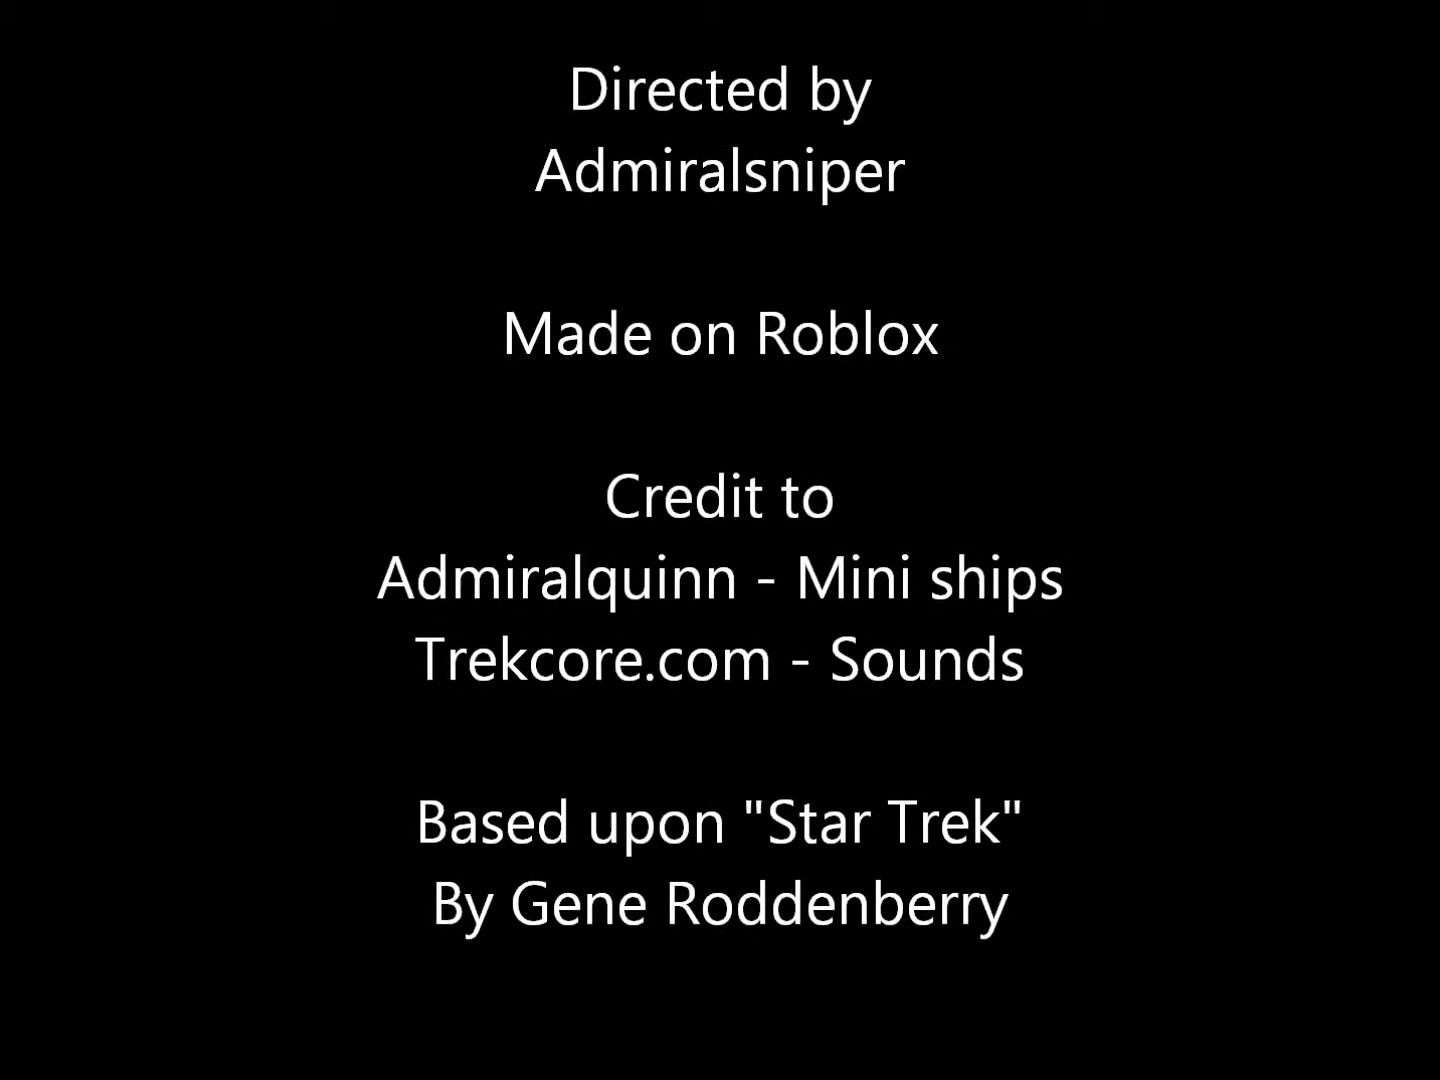 Directed by
Admiralsniper
Made on Roblox
Credit to
Admiralquinn - Mini ships
Trekcore.com - Sounds
Based upon "Star Trek"
By Gene Roddenberry